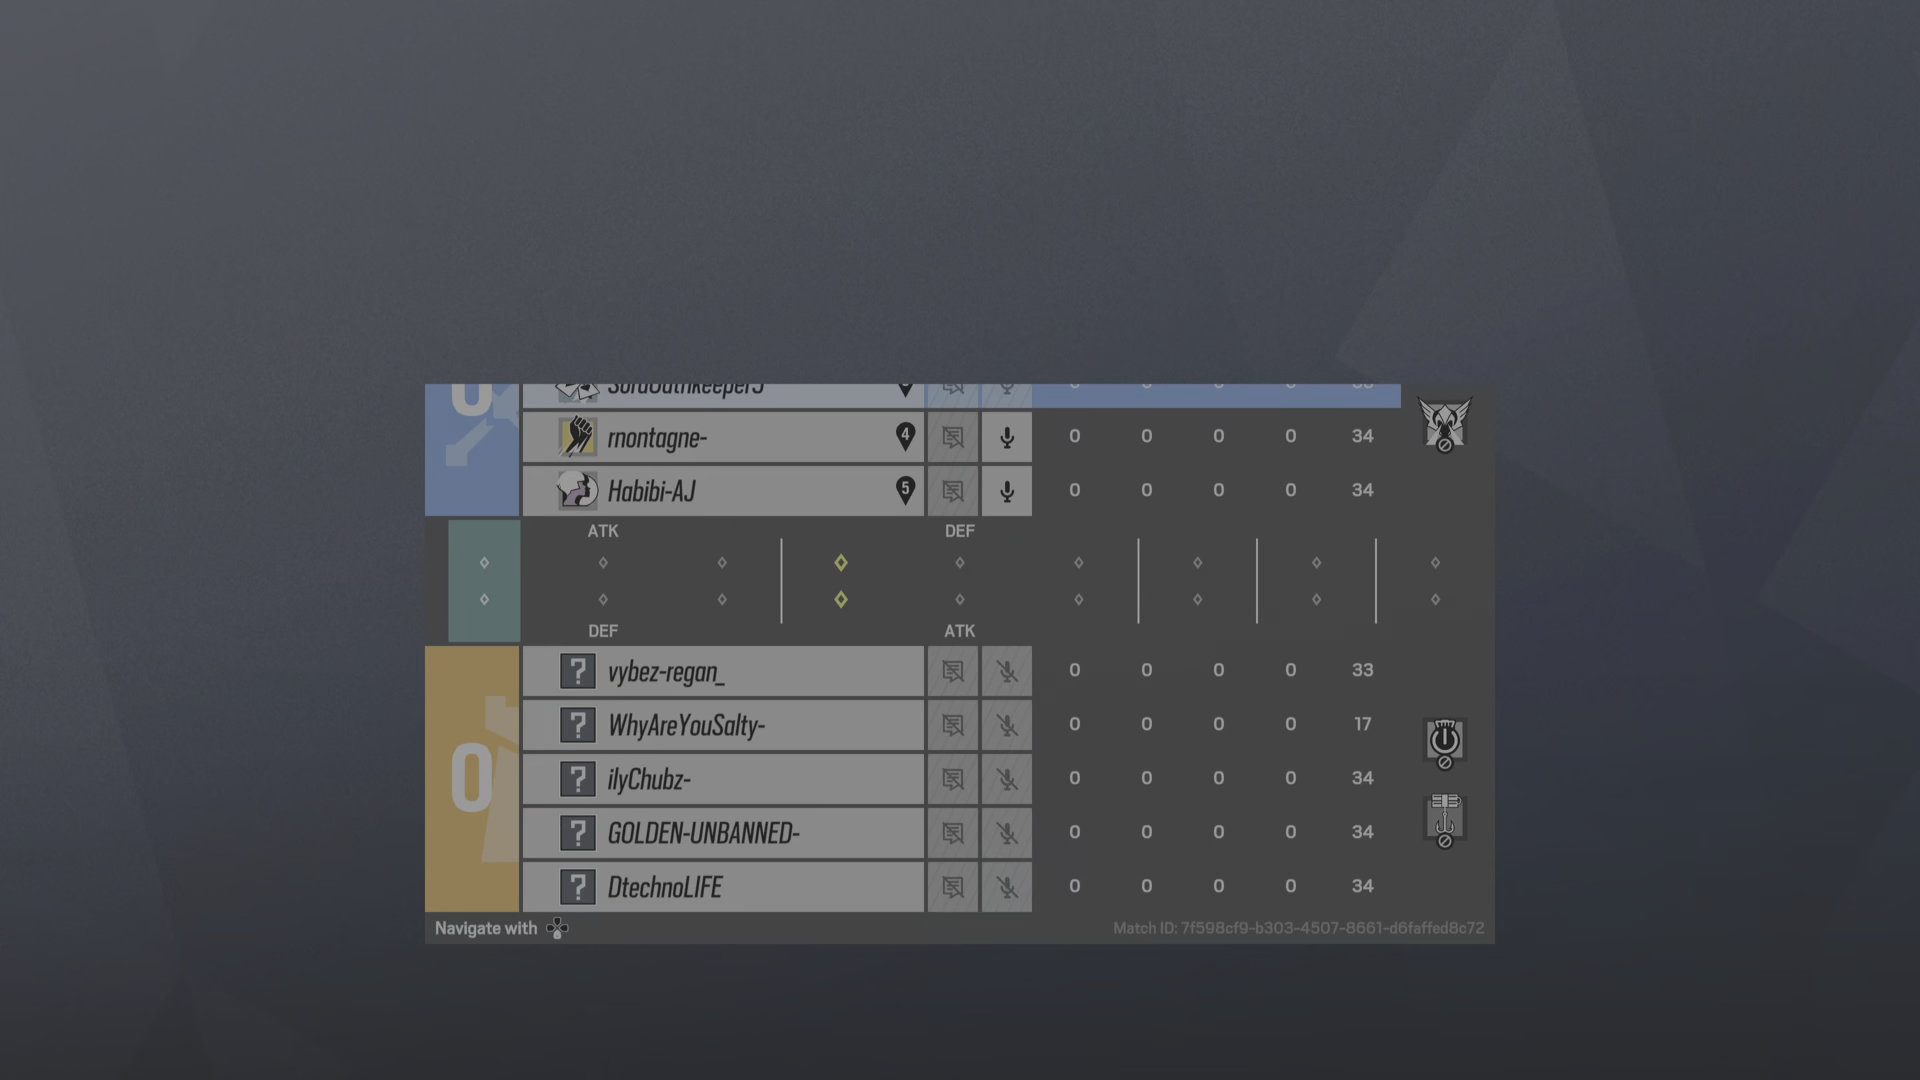 0
rnontagne- 4 0 0 0 0 34
Habibi-AJ 5 0 0 0 0 34
ATK DEF
DEF ATK
0
? vybez-regan_ 0 0 0 0 33
? WhyAreYouSalty- 0 0 0 0 17
? ilyChubz- 0 0 0 0 34
? GOLDEN-UNBANNED- 0 0 0 0 34
? DtechnoLIFE 0 0 0 0 34
Navigate with
Match ID: 7f598cf9-b303-4507-8661-d6faffed8c72